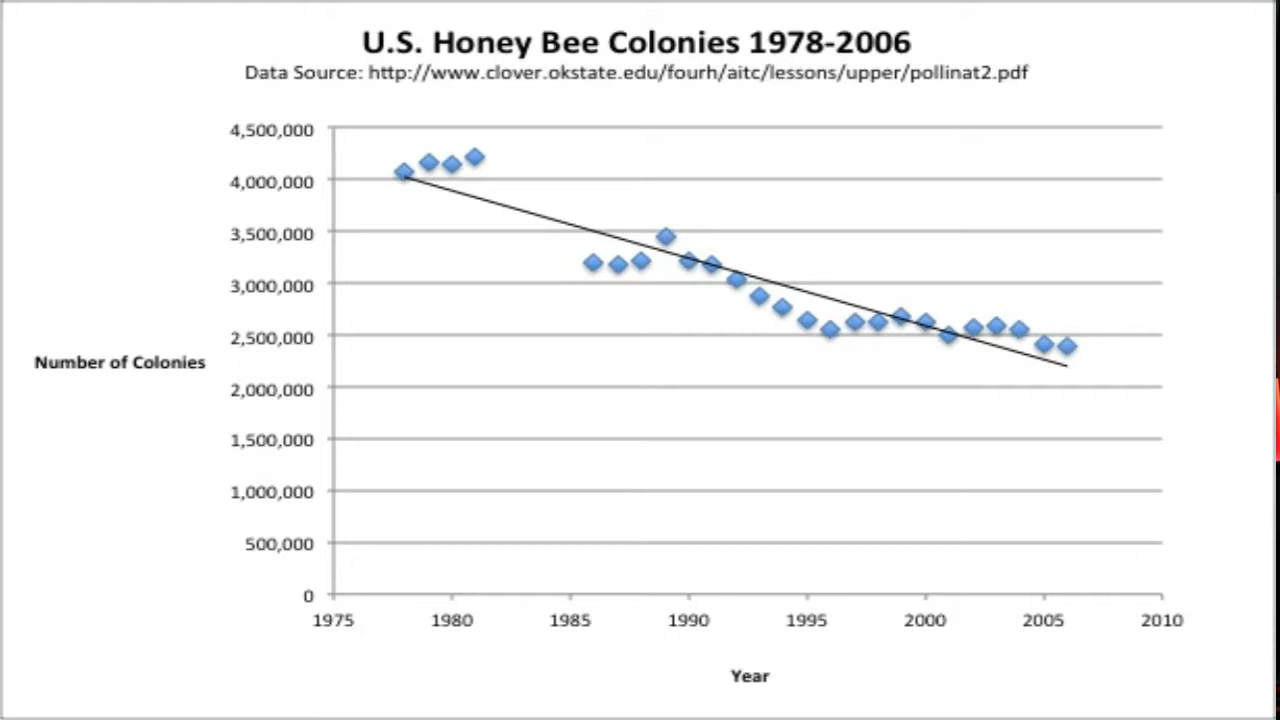 U.S. Honey Bee Colonies 1978-2006
Data Source: http://www.clover.okstate.edu/fourh/aitc/lessons/upper/pollinat2.pdf
4,500,000
4,000,000
3,500,000
3,000,000
2,500,000
Number of Colonies
2,000,000
1,500,000
1,000,000
500,000
0
1975 1980 1985 1990 1995 2000 2005 2010
Year